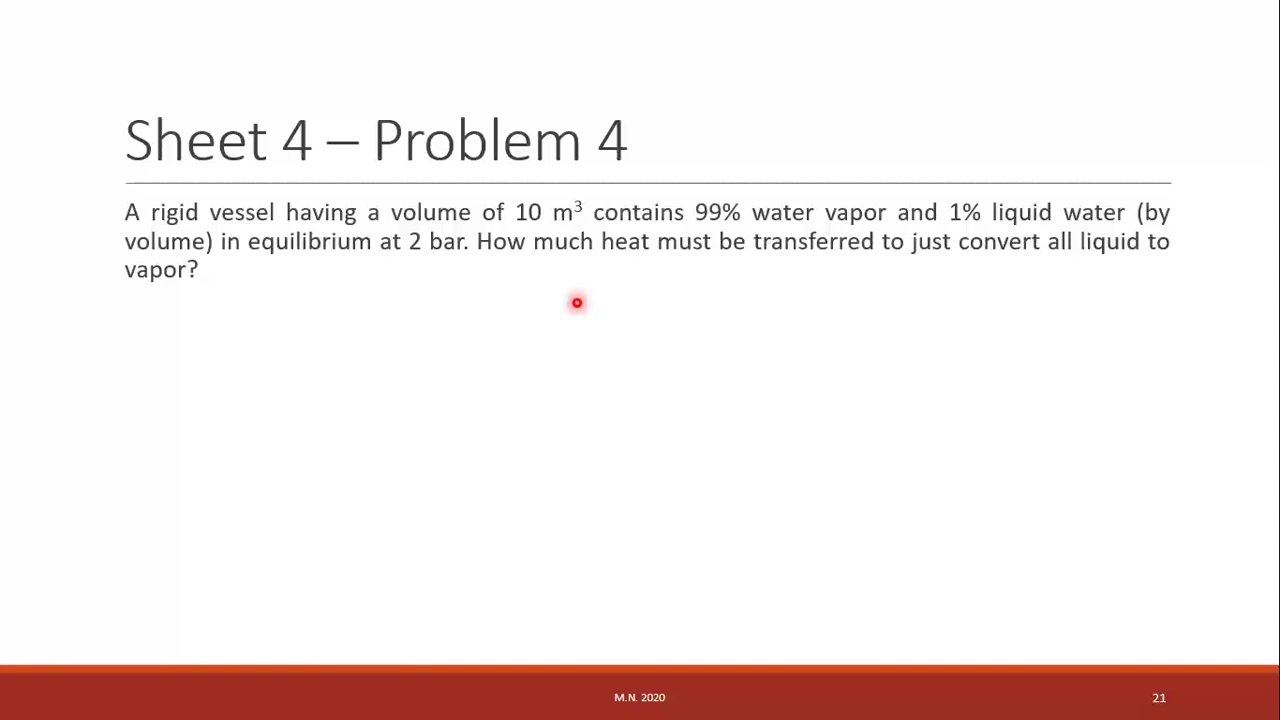 Sheet 4 – Problem 4
A rigid vessel having a volume of 10 m³ contains 99% water vapor and 1% liquid water (by
volume) in equilibrium at 2 bar. How much heat must be transferred to just convert all liquid to
vapor?
M.N. 2020
21